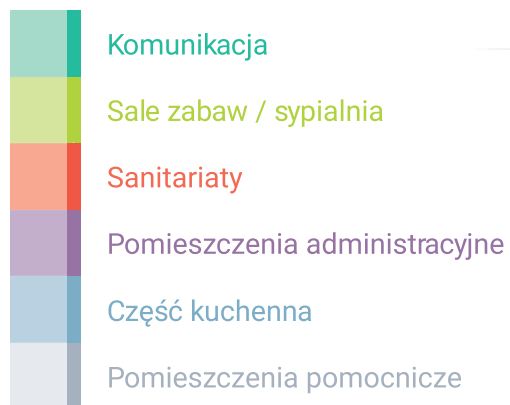 Komunikacja
Sale zabaw / sypialnia
Sanitariaty
Pomieszczenia administracyjne
Część kuchenna
Pomieszczenia pomocnicze